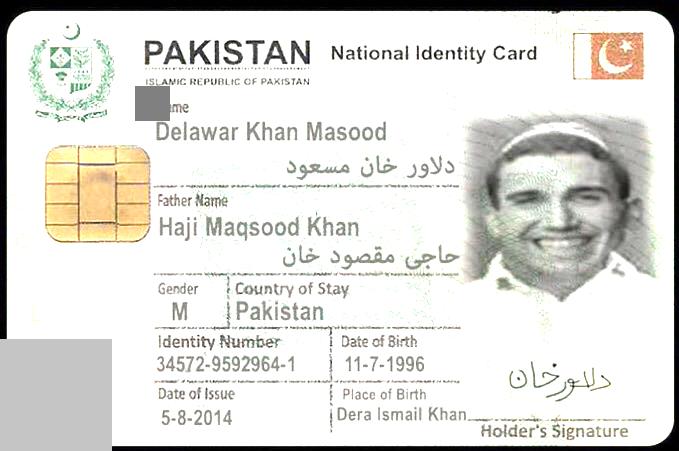 PAKISTAN National Identity Card
ISLAMIC REPUBLIC OF PAKISTAN
Delawar Khan Masood
دلاور خان مسعود
Father Name
Haji Maqsood Khan
حاجی مقصود خان
Gender Country of Stay
M Pakistan
Identity Number Date of Birth
34572-9592964-1 11-7-1996
Date of Issue Place of Birth
5-8-2014 Dera Ismail Khan
دلاور خان
Holder's Signature